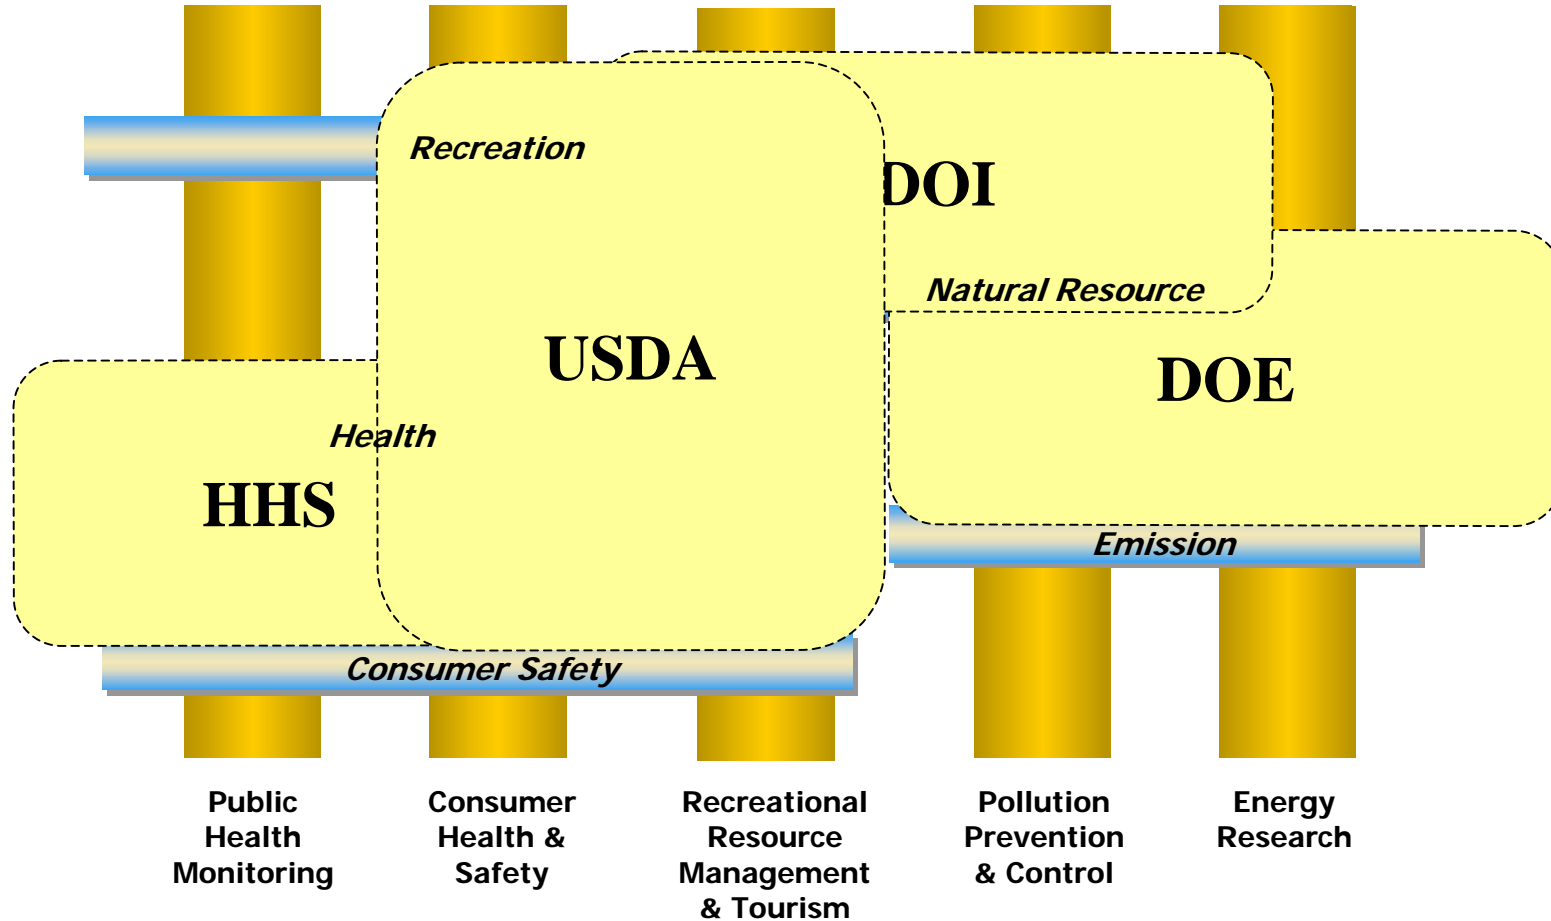 Recreation
DOI
Natural Resource
USDA
DOE
Health
HHS
Emission
Consumer Safety
Public
Health
Monitoring
Consumer
Health &
Safety
Recreational
Resource
Management
& Tourism
Pollution
Prevention
& Control
Energy
Research